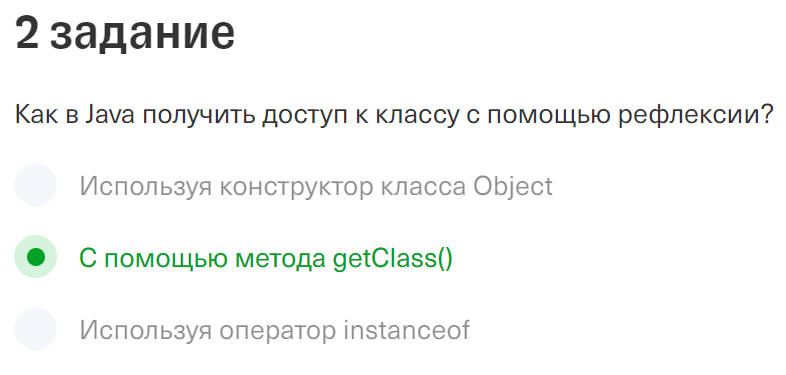 2 задание
Как в Java получить доступ к классу с помощью рефлексии?
Используя конструктор класса Object
С помощью метода getClass()
Используя оператор instanceof